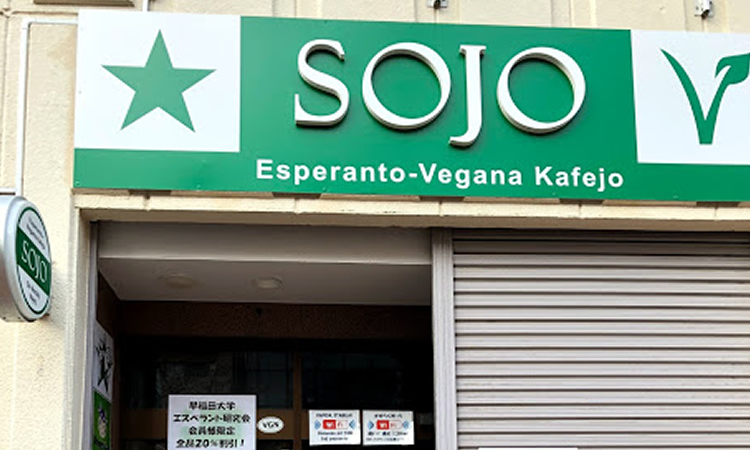 SOJO
Esperanto-Vegana Kafejo
SOJO
早稲田大学
エスペラント研究会
会員様限定
全品20%割引！
VGN